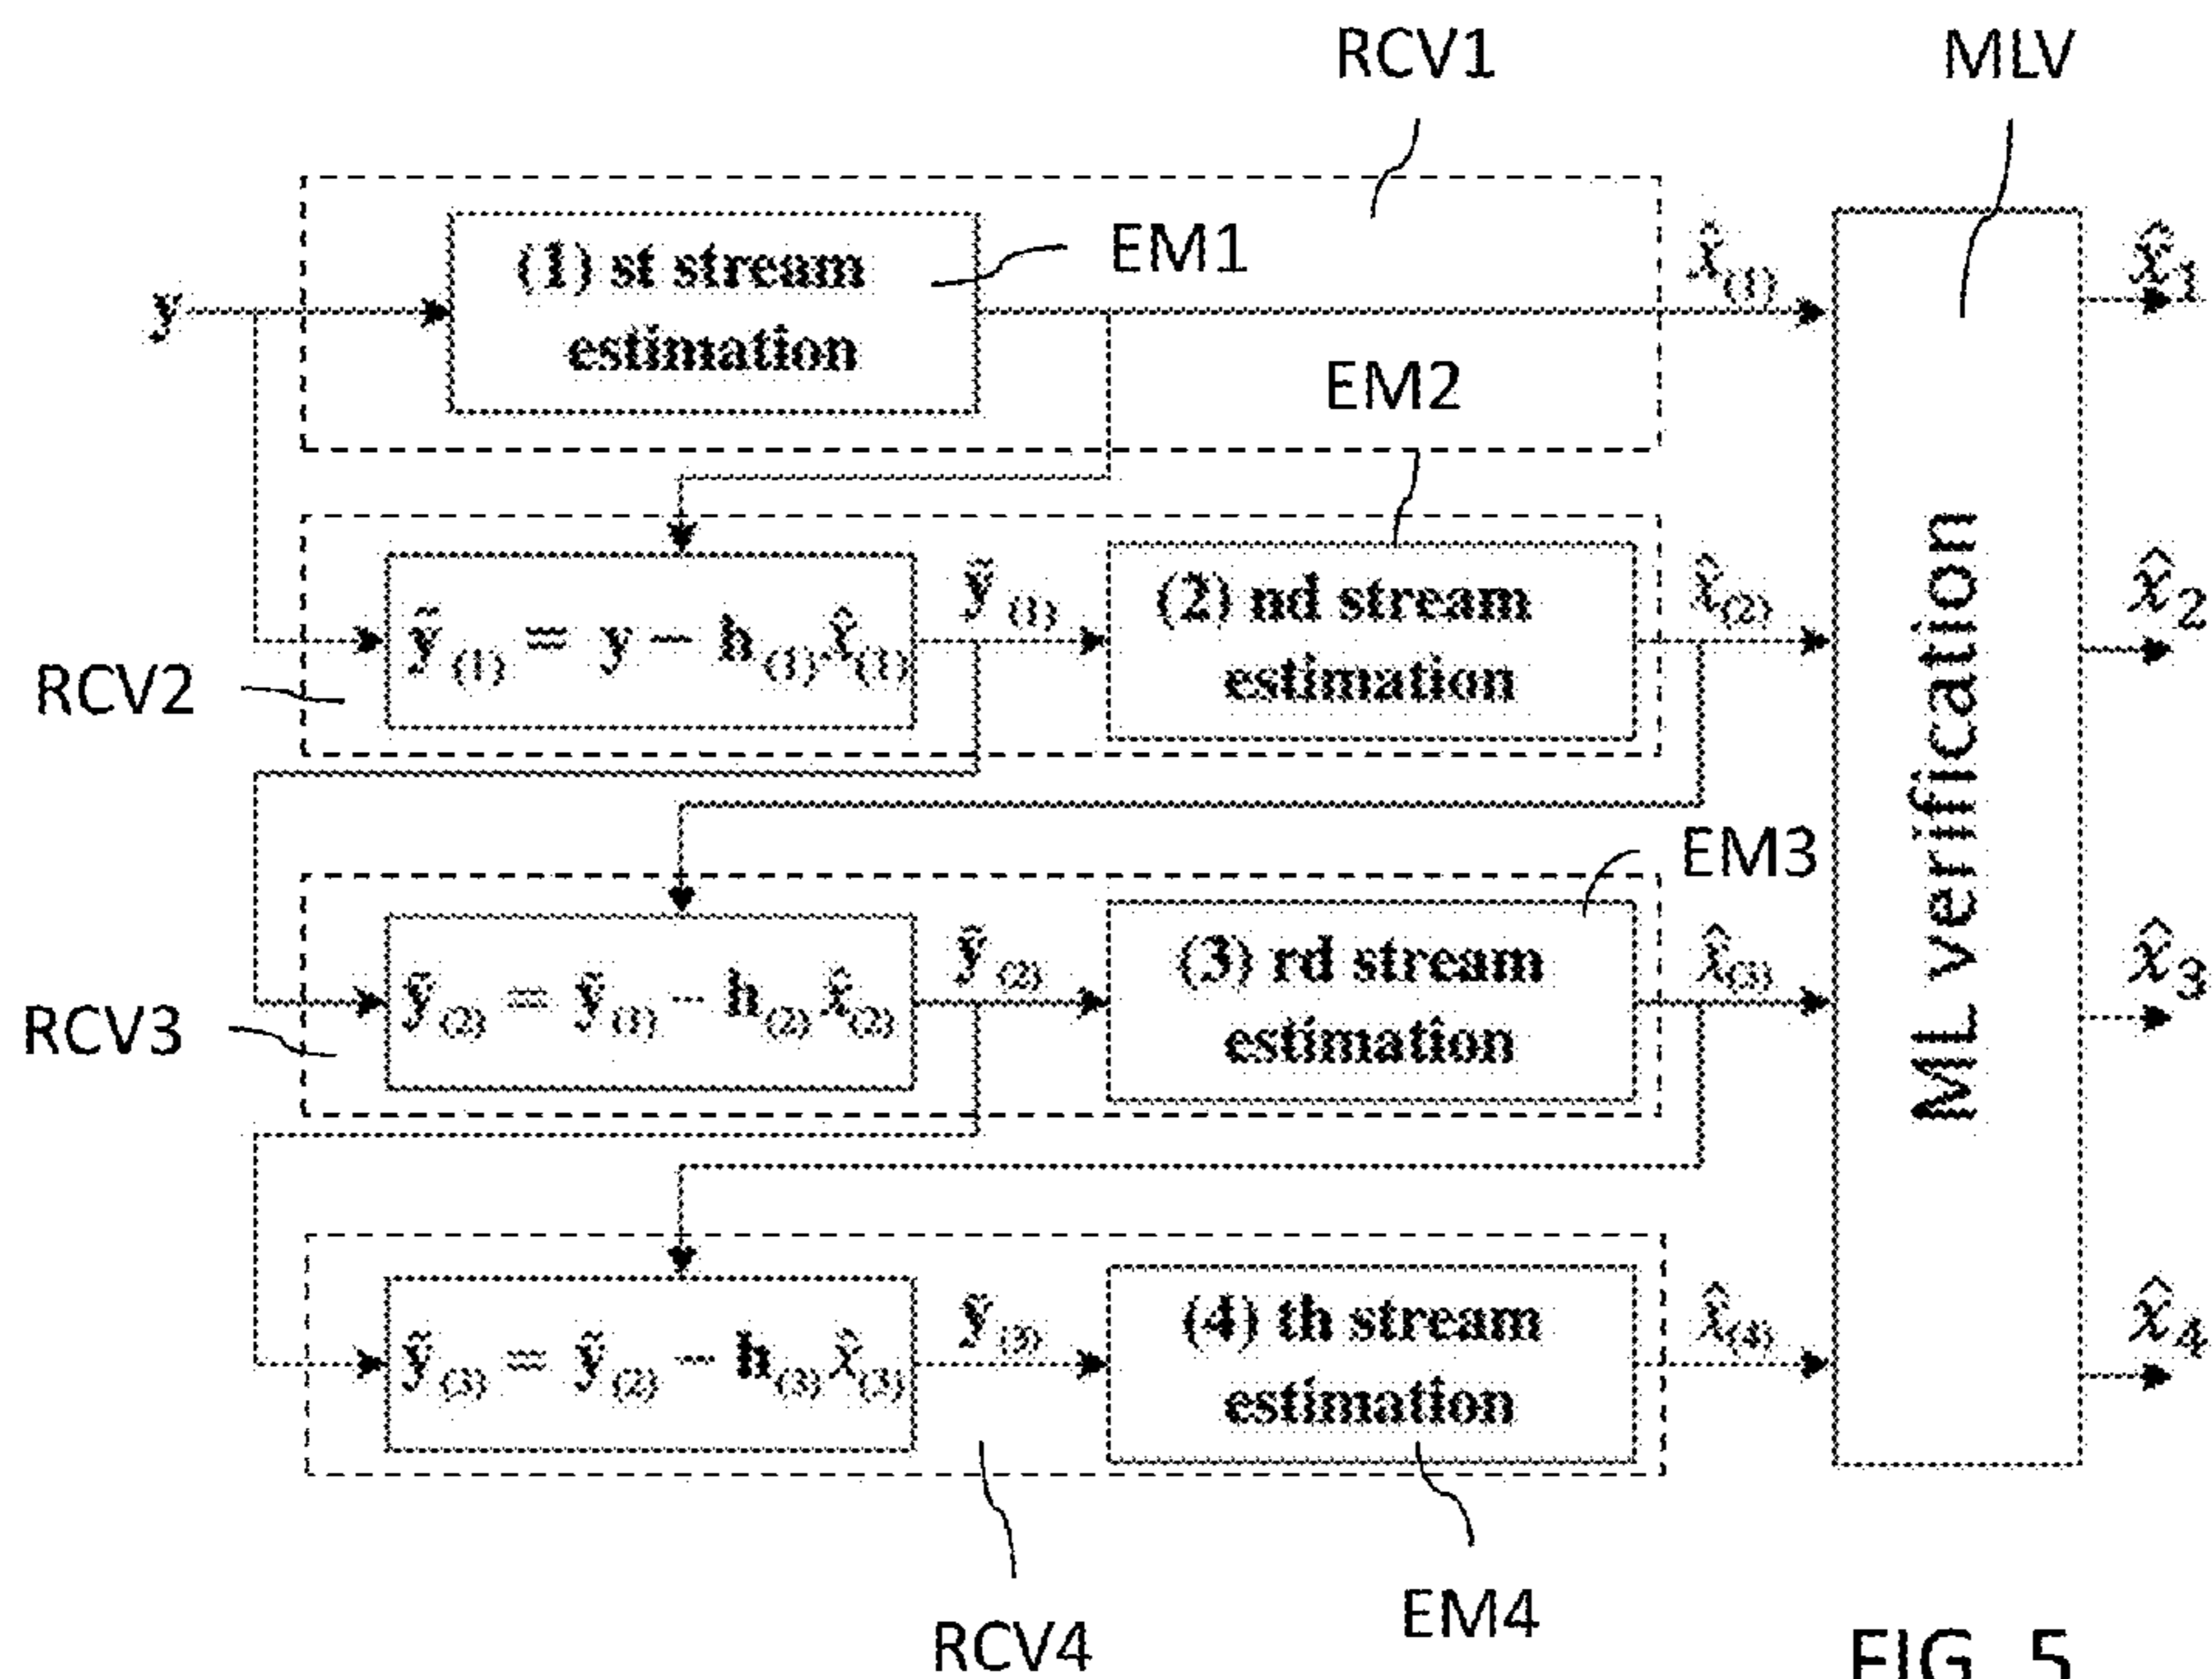 RCV1
MLV
(1) st stream
estimation
EM1
x̂(1)
x̂1
y
EM2
ỹ(1) = y − h(1)x̂(1)
ỹ(1)
(2) nd stream
estimation
x̂(2)
x̂2
RCV2
ML verification
EM3
ỹ(2) = ỹ(1) − h(2)x̂(2)
ỹ(2)
(3) rd stream
estimation
x̂(3)
x̂3
RCV3
ỹ(3) = ỹ(2) − h(3)x̂(3)
ỹ(3)
(4) th stream
estimation
x̂(4)
x̂4
RCV4
EM4
FIG. 5